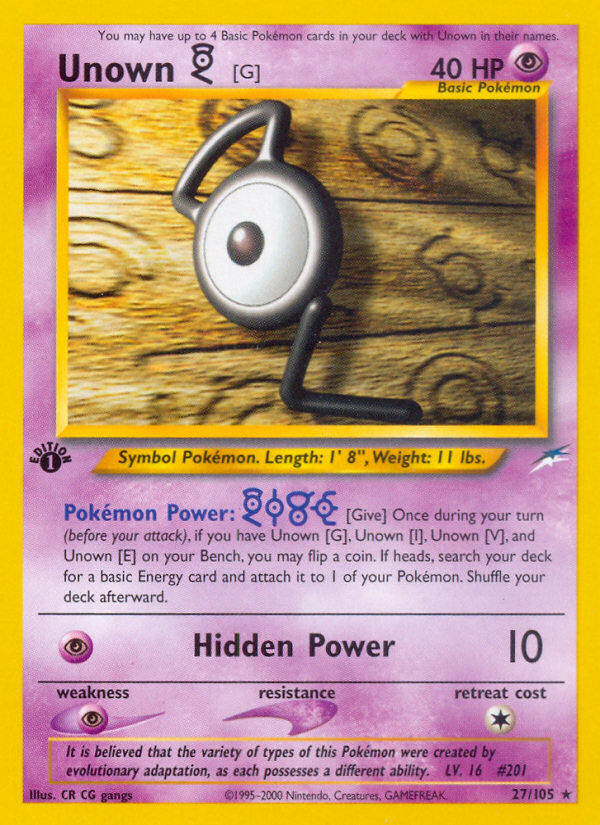 You may have up to 4 Basic Pokémon cards in your deck with Unown in their names.
Unown [G] 40 HP
Basic Pokémon
EDITION 1
Symbol Pokémon. Length: 1' 8", Weight: 11 lbs.
Pokémon Power: [Give] Once during your turn
(before your attack), if you have Unown [G], Unown [I], Unown [V], and
Unown [E] on your Bench, you may flip a coin. If heads, search your deck
for a basic Energy card and attach it to 1 of your Pokémon. Shuffle your
deck afterward.
Hidden Power 10
weakness resistance retreat cost
It is believed that the variety of types of this Pokémon were created by
evolutionary adaptation, as each possesses a different ability. LV. 16 #201
Illus. CR CG gangs ©1995-2000 Nintendo, Creatures, GAMEFREAK. 27/105 ★